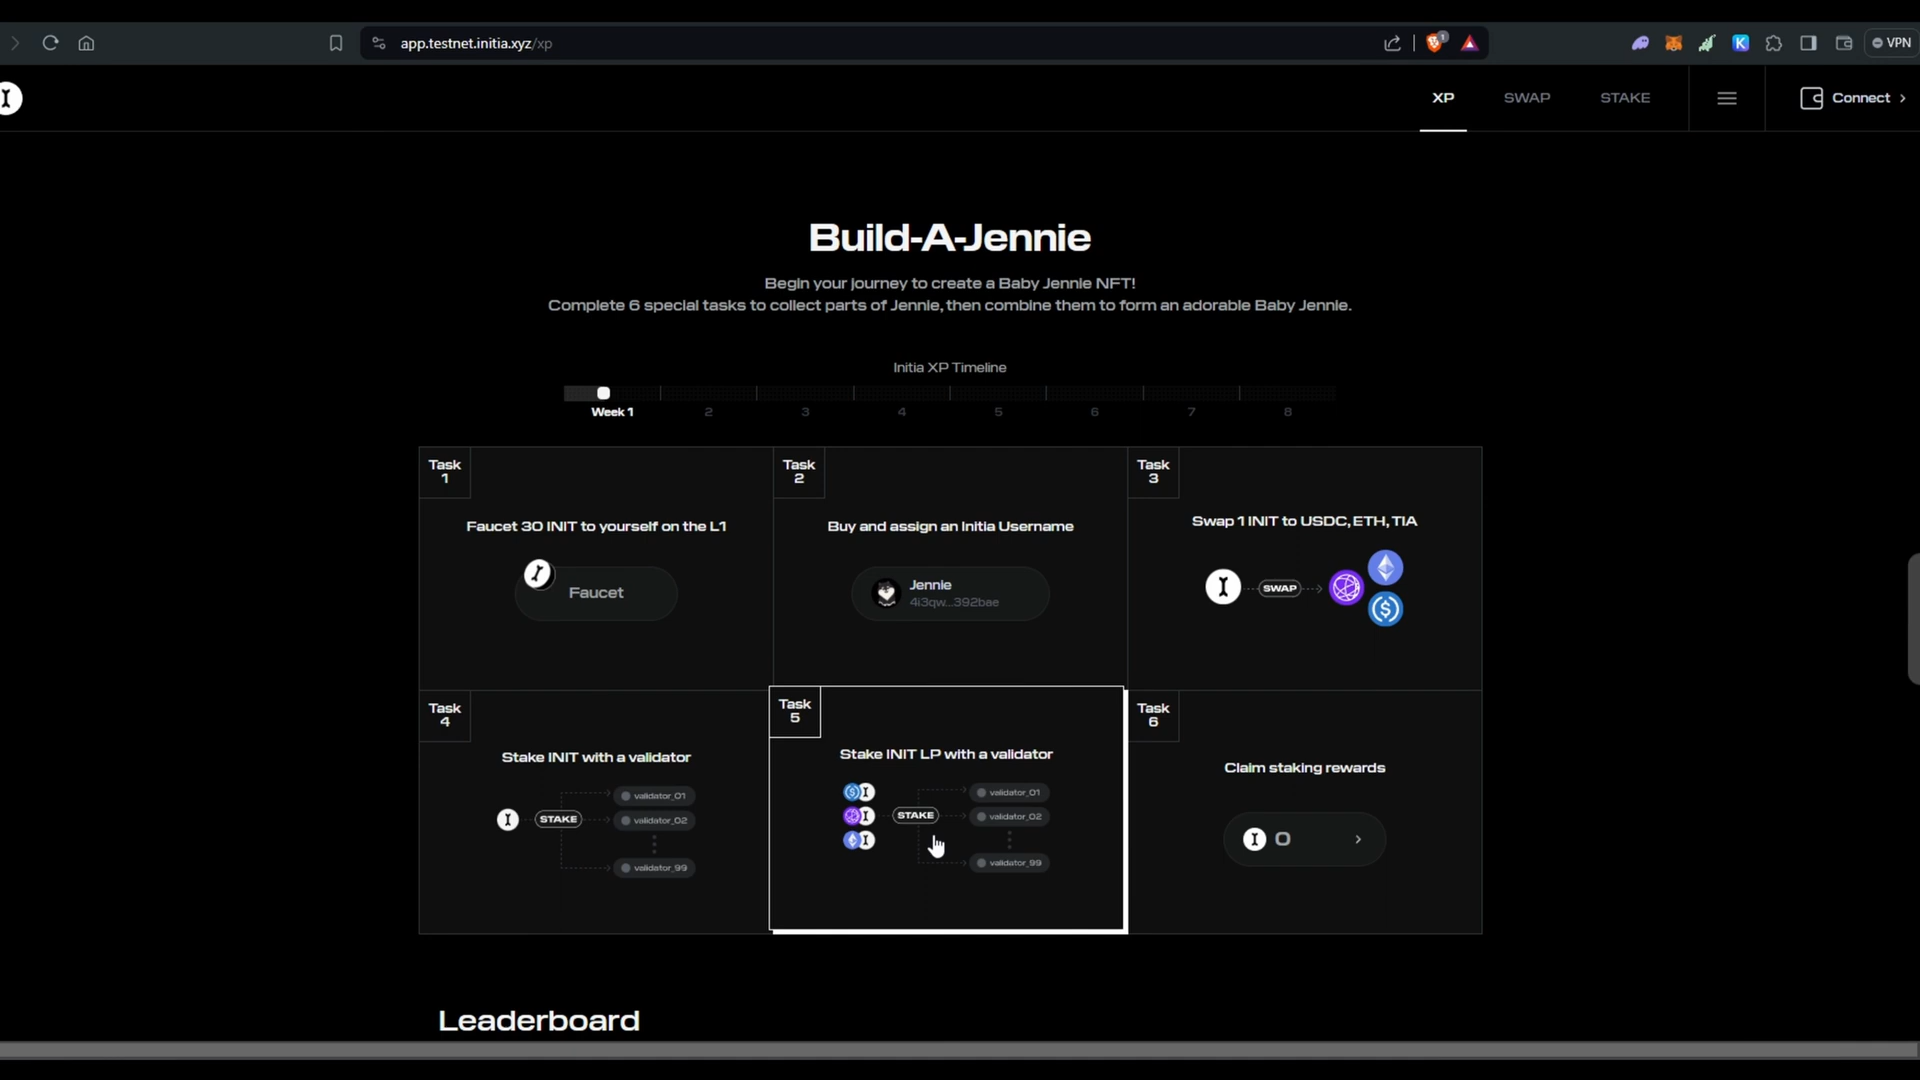 app.testnet.initia.xyz/xp
1
VPN
XP
SWAP
STAKE
Connect
Build-A-Jennie
Begin your journey to create a Baby Jennie NFT!
Complete 6 special tasks to collect parts of Jennie, then combine them to form an adorable Baby Jennie.
Initia XP Timeline
Week 1 2 3 4 5 6 7 8
Task 1
Faucet 30 INIT to yourself on the L1
Faucet
Task 2
Buy and assign an Initia Username
Jennie
4i3qw...392bae
Task 3
Swap 1 INIT to USDC, ETH, TIA
SWAP
Task 4
Stake INIT with a validator
STAKE
validator_01
validator_02
validator_99
Task 5
Stake INIT LP with a validator
STAKE
validator_01
validator_02
validator_99
Task 6
Claim staking rewards
0
Leaderboard